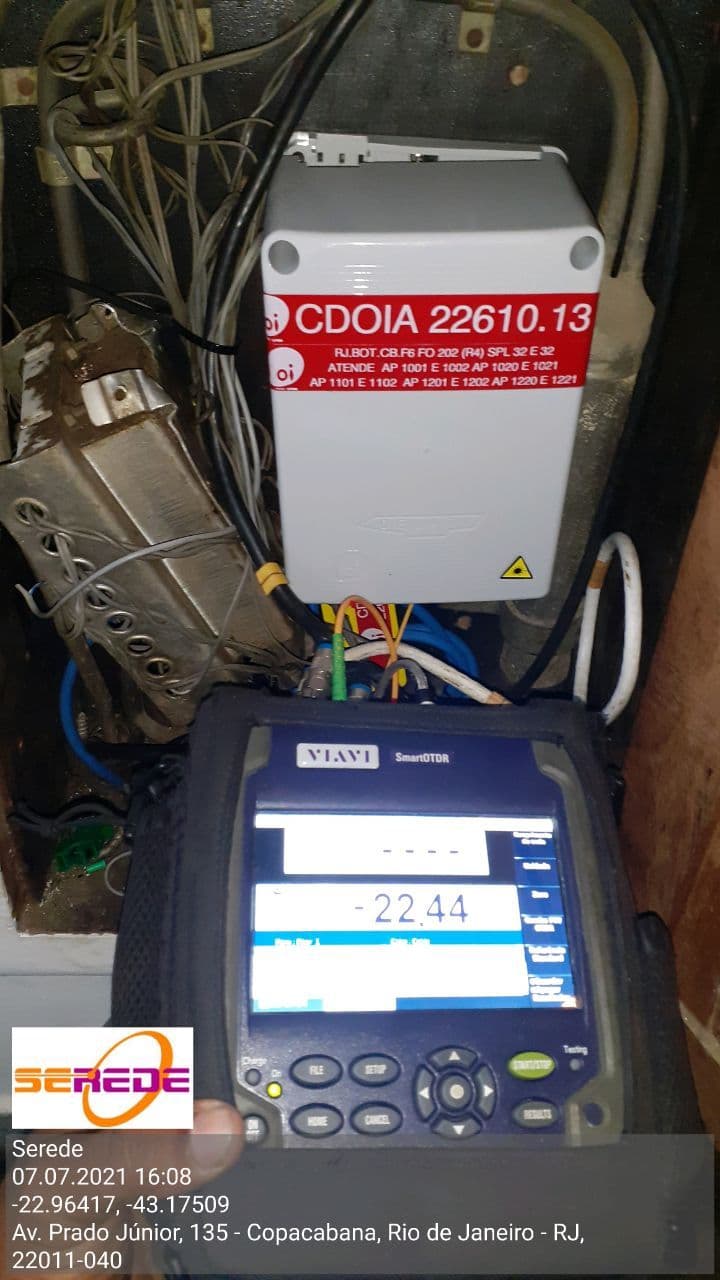 oi CDOIA 22610.13
oi RJ.BOT.CB.F6 FO 202 (R4) SPL 32 E 32
ATENDE AP 1001 E 1002 AP 1020 E 1021
AP 1101 E 1102 AP 1201 E 1202 AP 1220 E 1221
VIAVI SmartOTDR
- - - -
-22.44
Charge
On
Testing
FILE
SETUP
START/STOP
ON
HOME
CANCEL
RESULTS
SEREDE
Serede
07.07.2021 16:08
-22.96417, -43.17509
Av. Prado Júnior, 135 - Copacabana, Rio de Janeiro - RJ,
22011-040